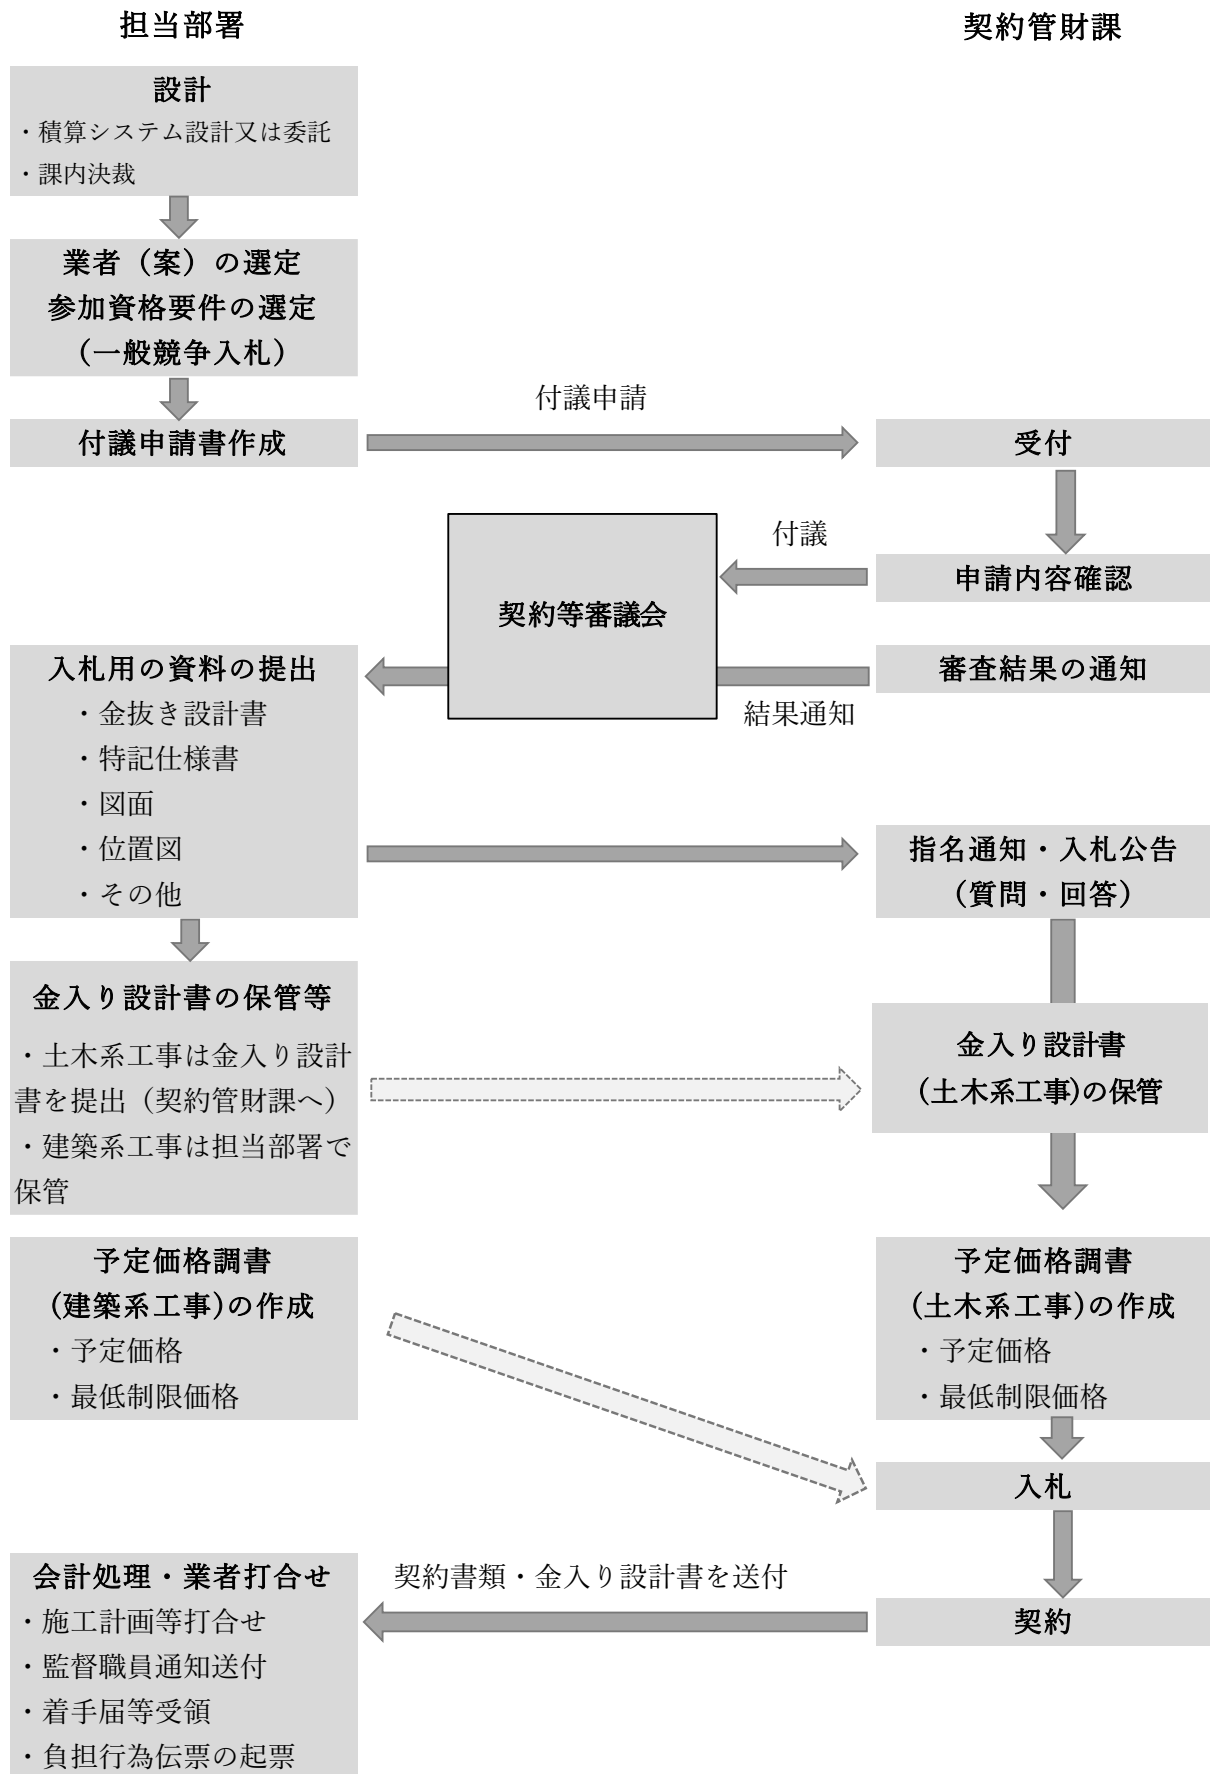 担当部署
契約管財課
設計
・積算システム設計又は委託
・課内決裁
業者（案）の選定
参加資格要件の選定
（一般競争入札）
付議申請書作成
付議申請
受付
付議
申請内容確認
契約等審議会
審査結果の通知
結果通知
入札用の資料の提出
・金抜き設計書
・特記仕様書
・図面
・位置図
・その他
指名通知・入札公告
（質問・回答）
金入り設計書の保管等
・土木系工事は金入り設計
書を提出（契約管財課へ）
・建築系工事は担当部署で
保管
金入り設計書
(土木系工事)の保管
予定価格調書
(建築系工事)の作成
・予定価格
・最低制限価格
予定価格調書
(土木系工事)の作成
・予定価格
・最低制限価格
入札
契約書類・金入り設計書を送付
契約
会計処理・業者打合せ
・施工計画等打合せ
・監督職員通知送付
・着手届等受領
・負担行為伝票の起票